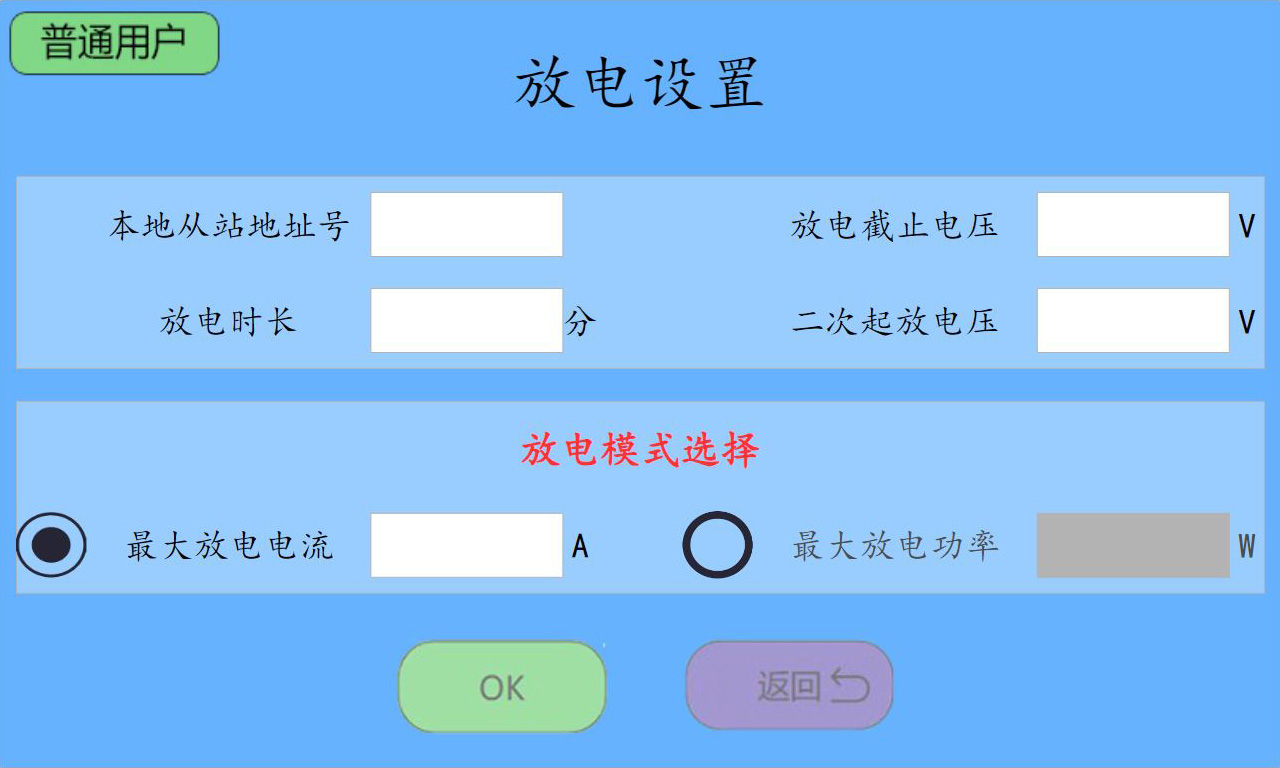 普通用户
放电设置
本地从站地址号 放电截止电压 V
放电时长 分 二次起放电压 V
放电模式选择
最大放电电流 A 最大放电功率 W
OK 返回